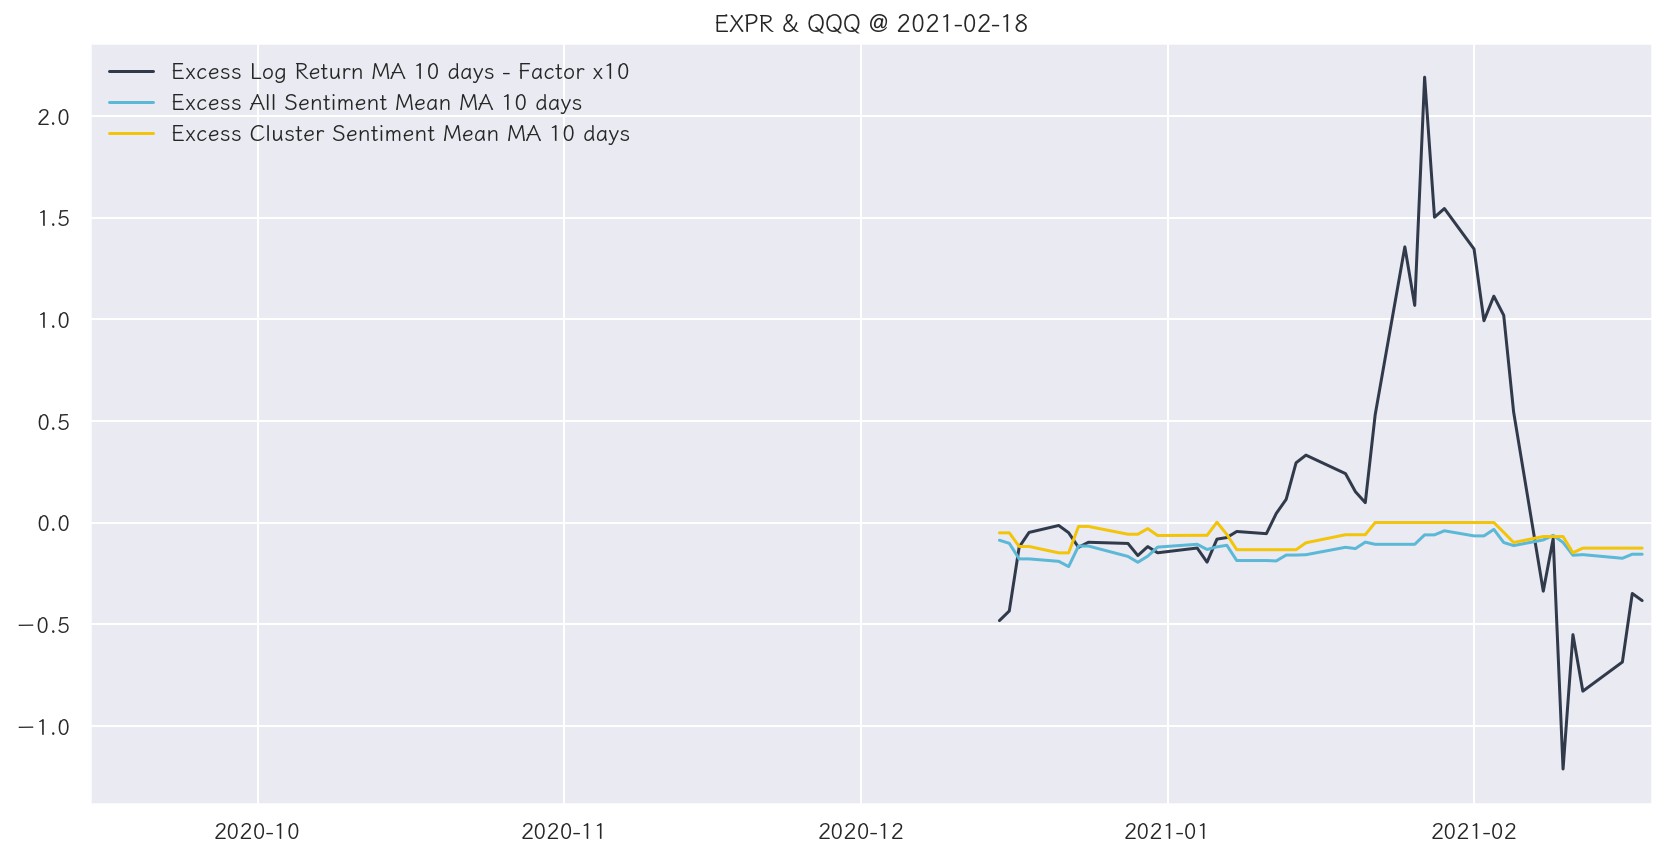 EXPR & QQQ @ 2021-02-18
Excess Log Return MA 10 days - Factor x10
Excess All Sentiment Mean MA 10 days
Excess Cluster Sentiment Mean MA 10 days
2.0
1.5
1.0
0.5
0.0
−0.5
−1.0
2020-10 2020-11 2020-12 2021-01 2021-02